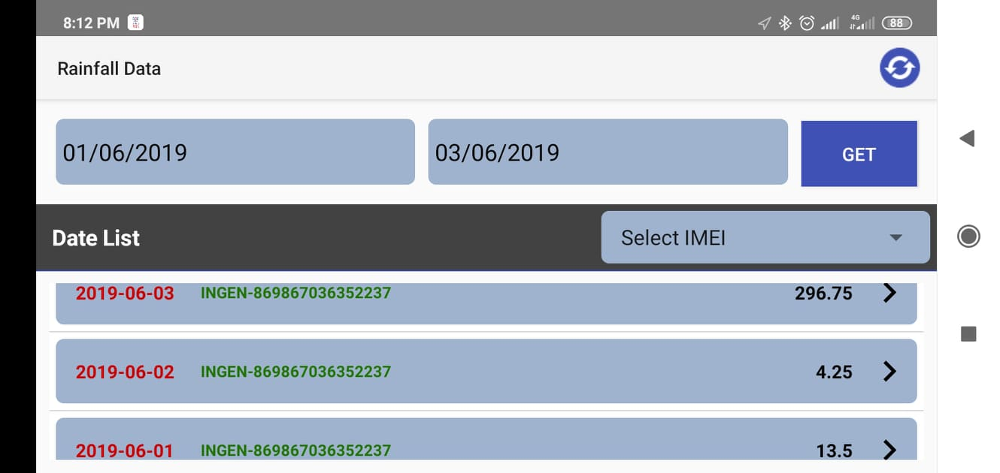 8:12 PM 4G 88
Rainfall Data
01/06/2019 03/06/2019 GET
Date List Select IMEI
2019-06-03 INGEN-869867036352237 296.75
2019-06-02 INGEN-869867036352237 4.25
2019-06-01 INGEN-869867036352237 13.5